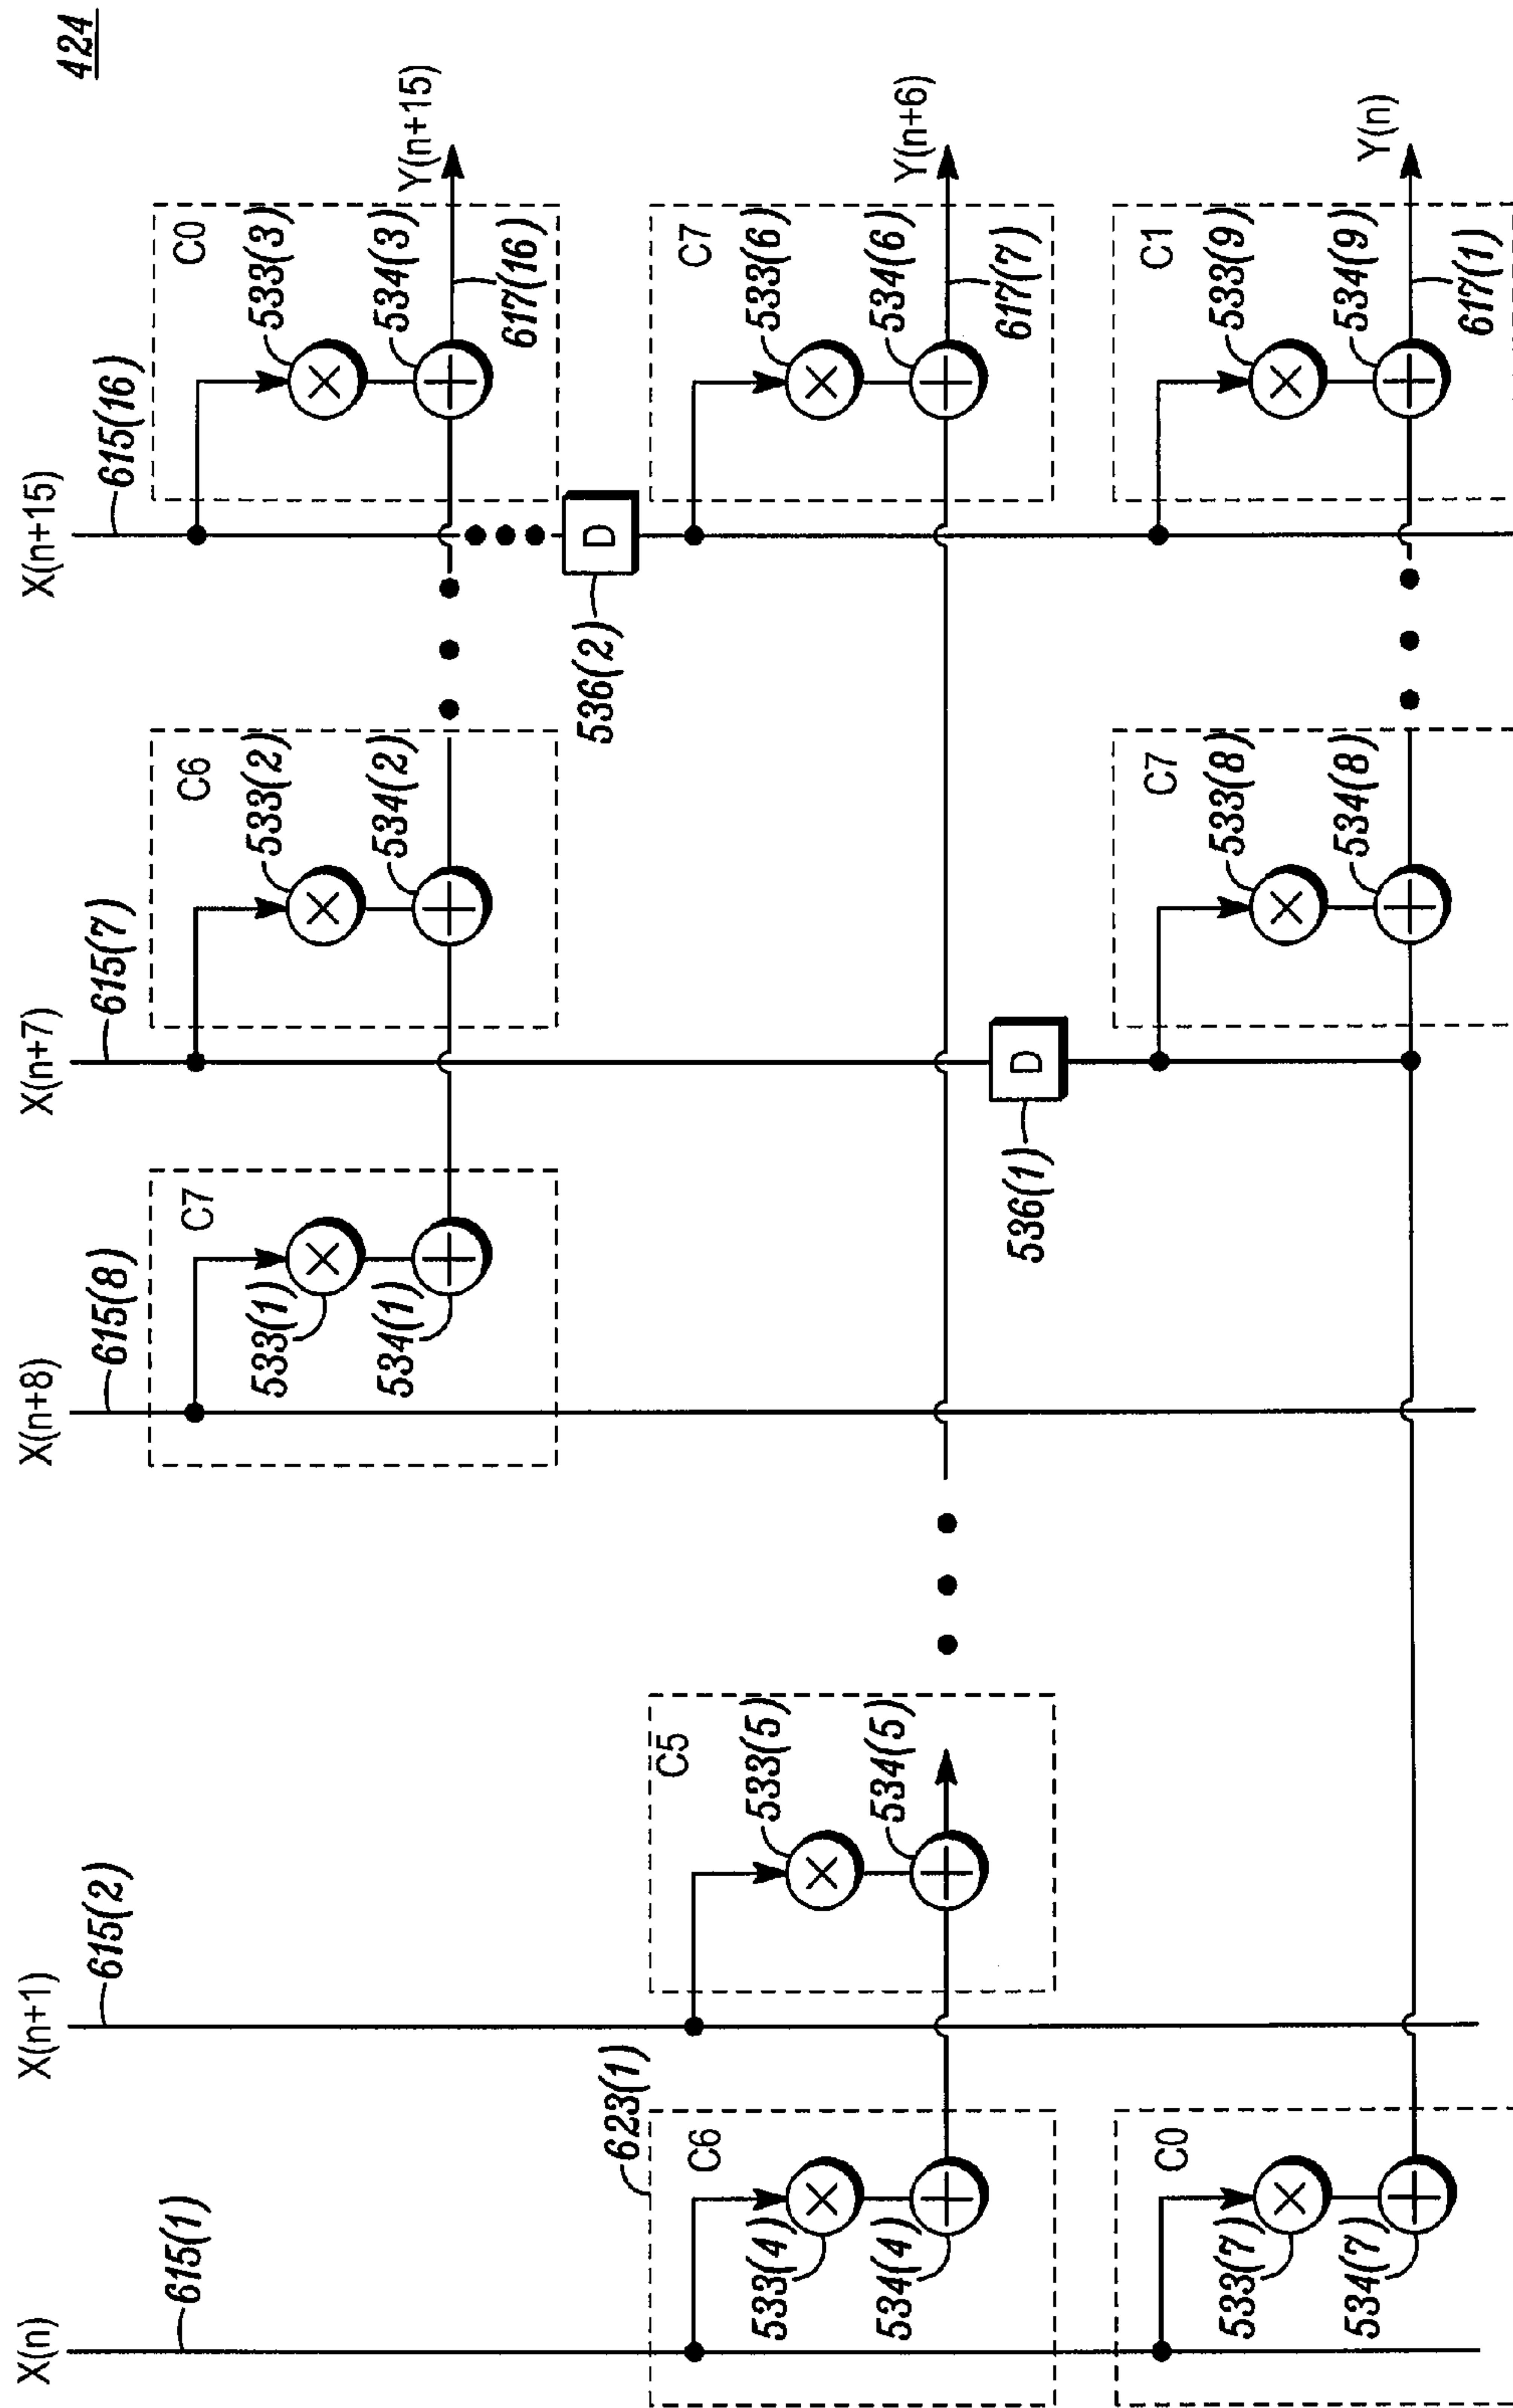 424
X(n)
615(1)
X(n+1)
615(2)
X(n+8)
615(8)
X(n+7)
615(7)
X(n+15)
615(16)
C7
533(1)
534(1)
C6
533(2)
534(2)
C0
533(3)
534(3)
Y(n+15)
617(16)
536(2)
D
623(1)
C6
533(4)
534(4)
C5
533(5)
534(5)
C7
533(6)
534(6)
Y(n+6)
617(7)
536(1)
D
C0
533(7)
534(7)
C7
533(8)
534(8)
C1
533(9)
534(9)
Y(n)
617(1)